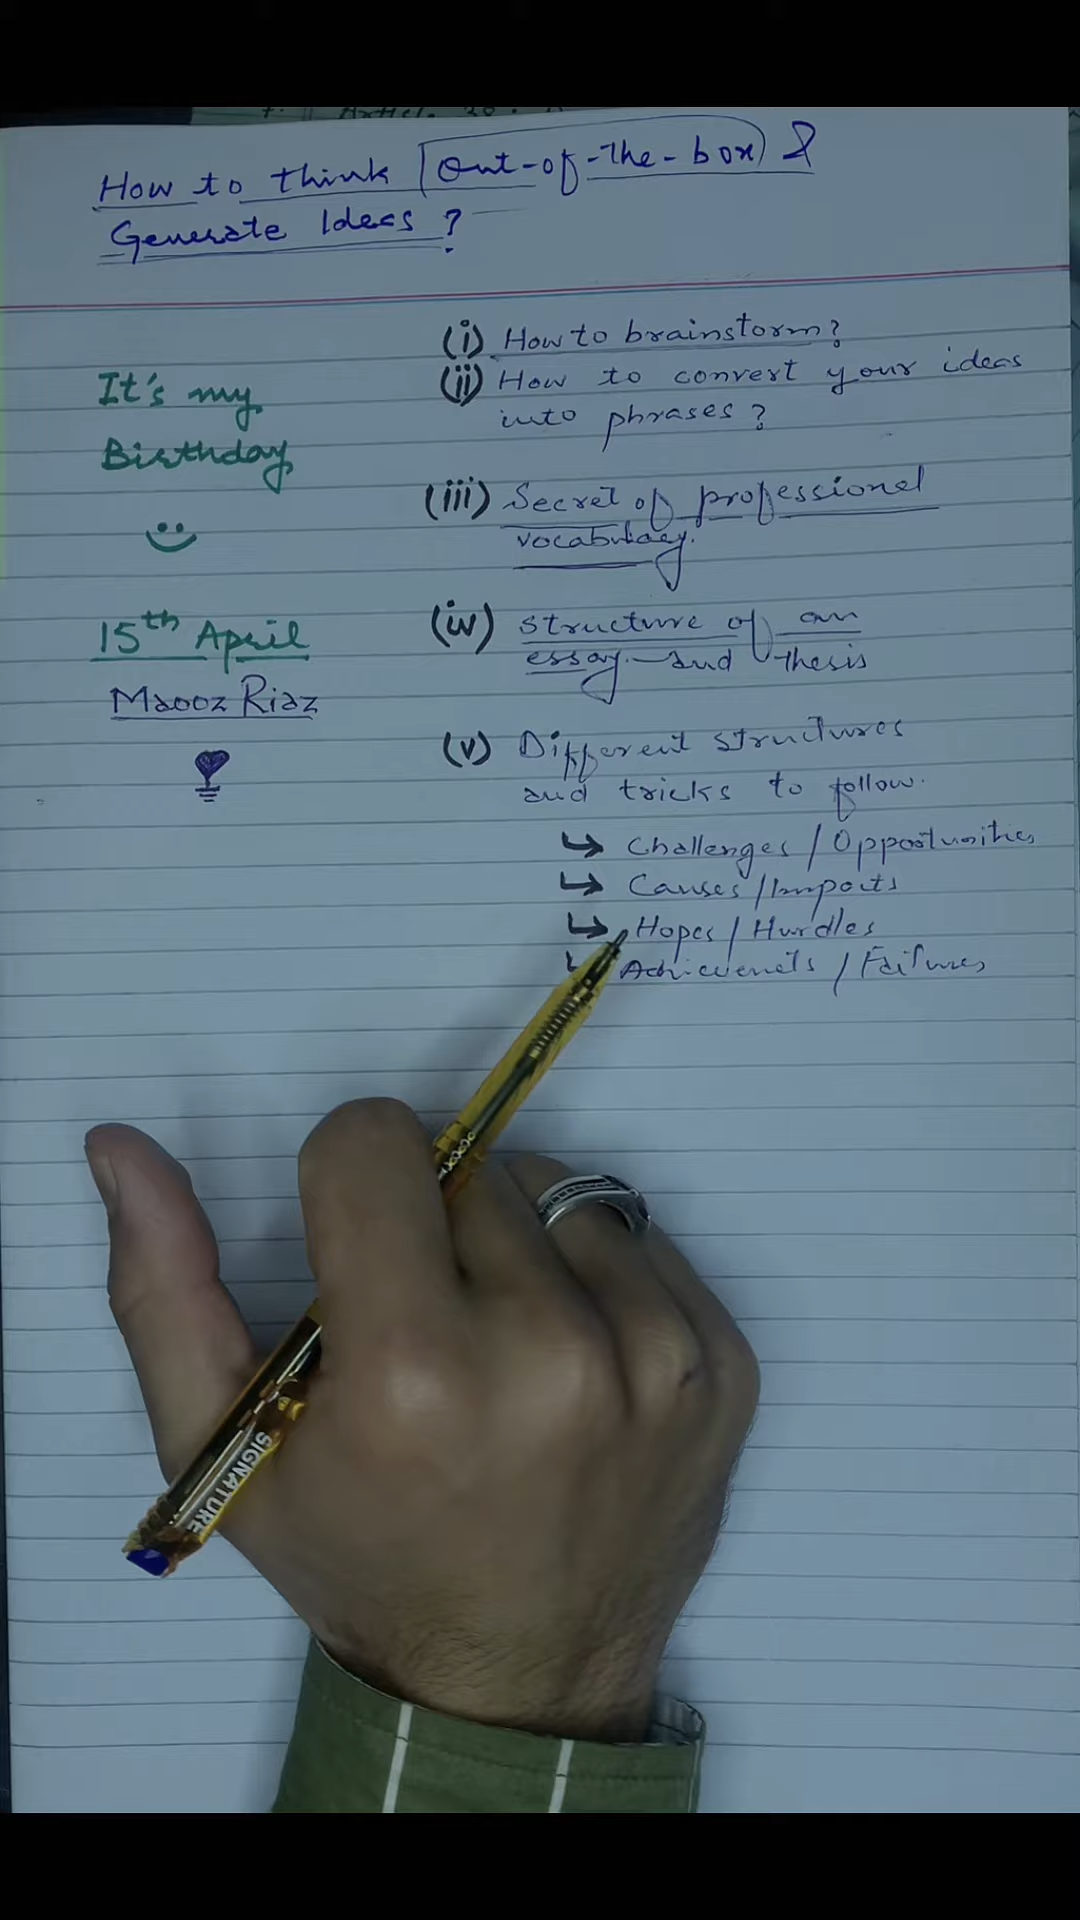 How to think Out-of-the-box &
Generate Ideas?
It's my
Birthday
15th April
Maooz Riaz
(i) How to brainstorm?
(ii) How to convert your ideas
into phrases?
(iii) Secret of professional
vocabulary.
(iv) structure of an
essay and thesis
(v) Different structures
and tricks to follow.
↳ Challenges / Opportunities
↳ Causes / Impacts
↳ Hopes / Hurdles
↳ Achievements / Failures
SIGNATURE